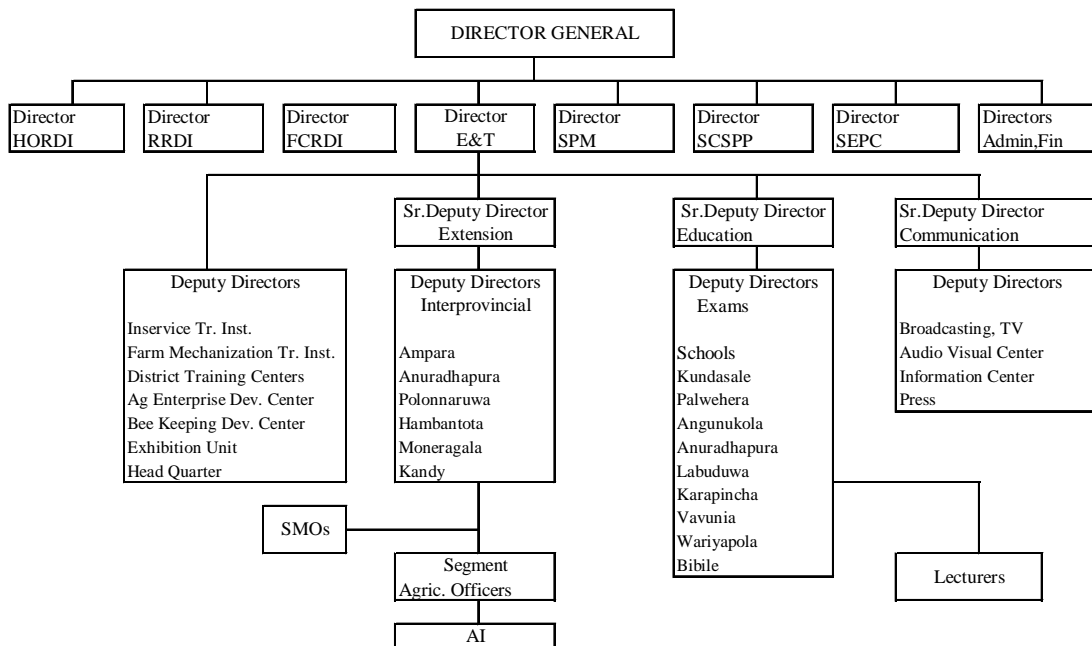 DIRECTOR GENERAL
Director
HORDI
Director
RRDI
Director
FCRDI
Director
E&T
Director
SPM
Director
SCSPP
Director
SEPC
Directors
Admin,Fin
Sr.Deputy Director
Extension
Sr.Deputy Director
Education
Sr.Deputy Director
Communication
Deputy Directors
Inservice Tr. Inst.
Farm Mechanization Tr. Inst.
District Training Centers
Ag Enterprise Dev. Center
Bee Keeping Dev. Center
Exhibition Unit
Head Quarter
Deputy Directors
Interprovincial
Ampara
Anuradhapura
Polonnaruwa
Hambantota
Moneragala
Kandy
Deputy Directors
Exams
Schools
Kundasale
Palwehera
Angunukola
Anuradhapura
Labuduwa
Karapincha
Vavunia
Wariyapola
Bibile
Deputy Directors
Broadcasting, TV
Audio Visual Center
Information Center
Press
SMOs
Segment
Agric. Officers
Lecturers
AI